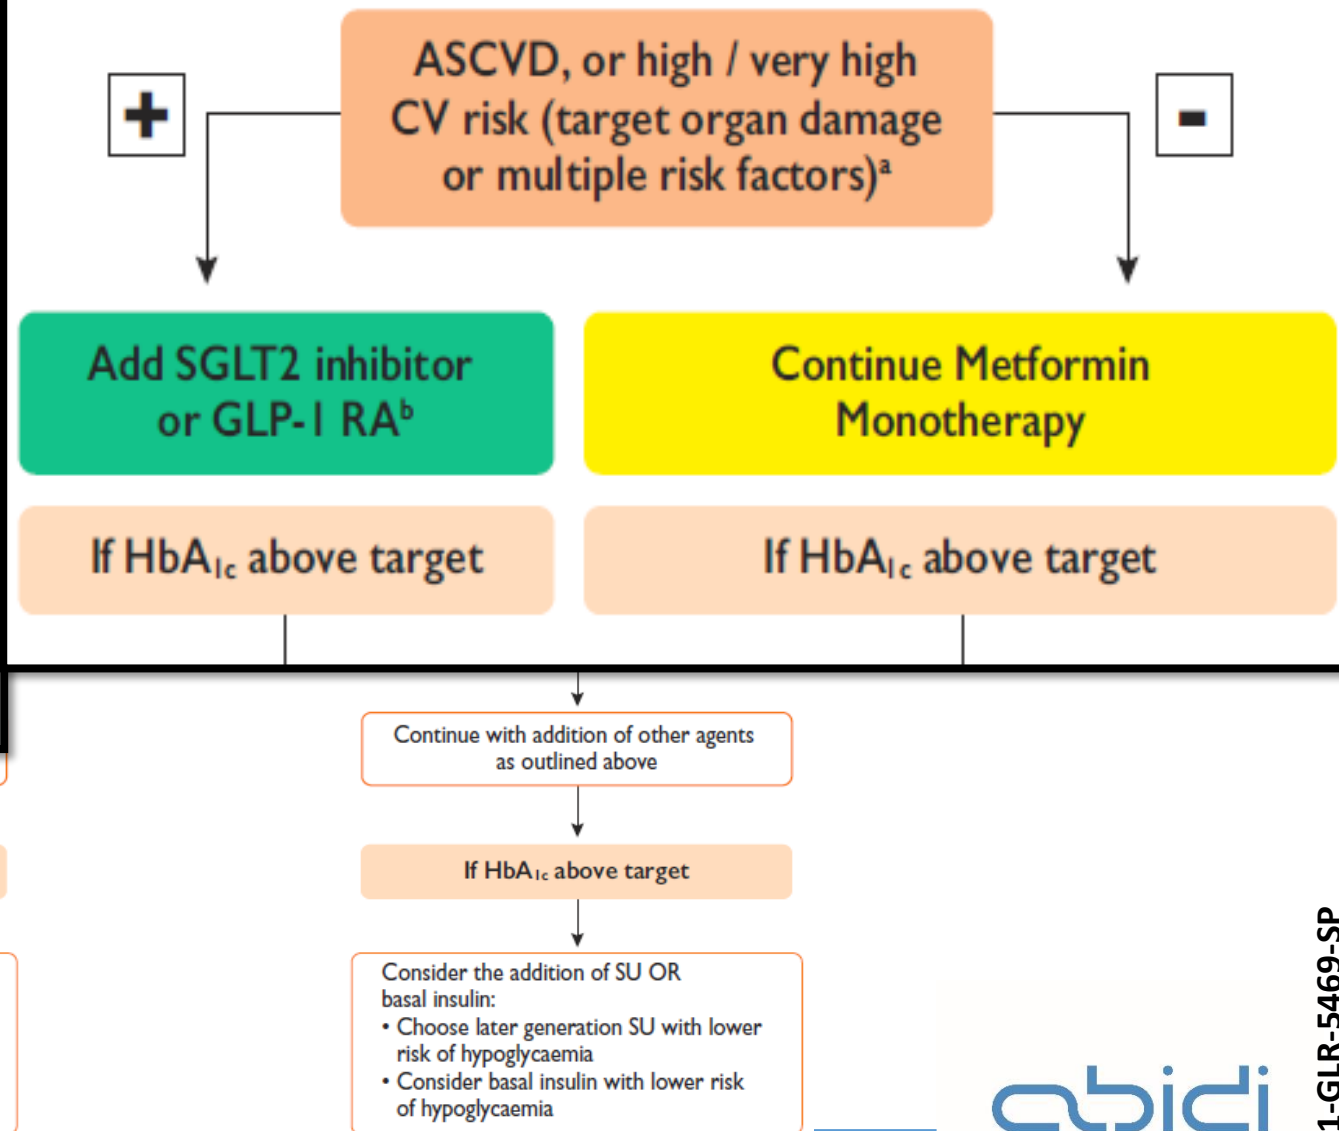 ASCVD, or high / very high
CV risk (target organ damage
or multiple risk factors)ᵃ
+
-
Add SGLT2 inhibitor
or GLP-1 RAᵇ
Continue Metformin
Monotherapy
If HbA1c above target
If HbA1c above target
Continue with addition of other agents
as outlined above
If HbA1c above target
Consider the addition of SU OR
basal insulin:
• Choose later generation SU with lower
risk of hypoglycaemia
• Consider basal insulin with lower risk
of hypoglycaemia
abidi
1-GLR-5469-SP